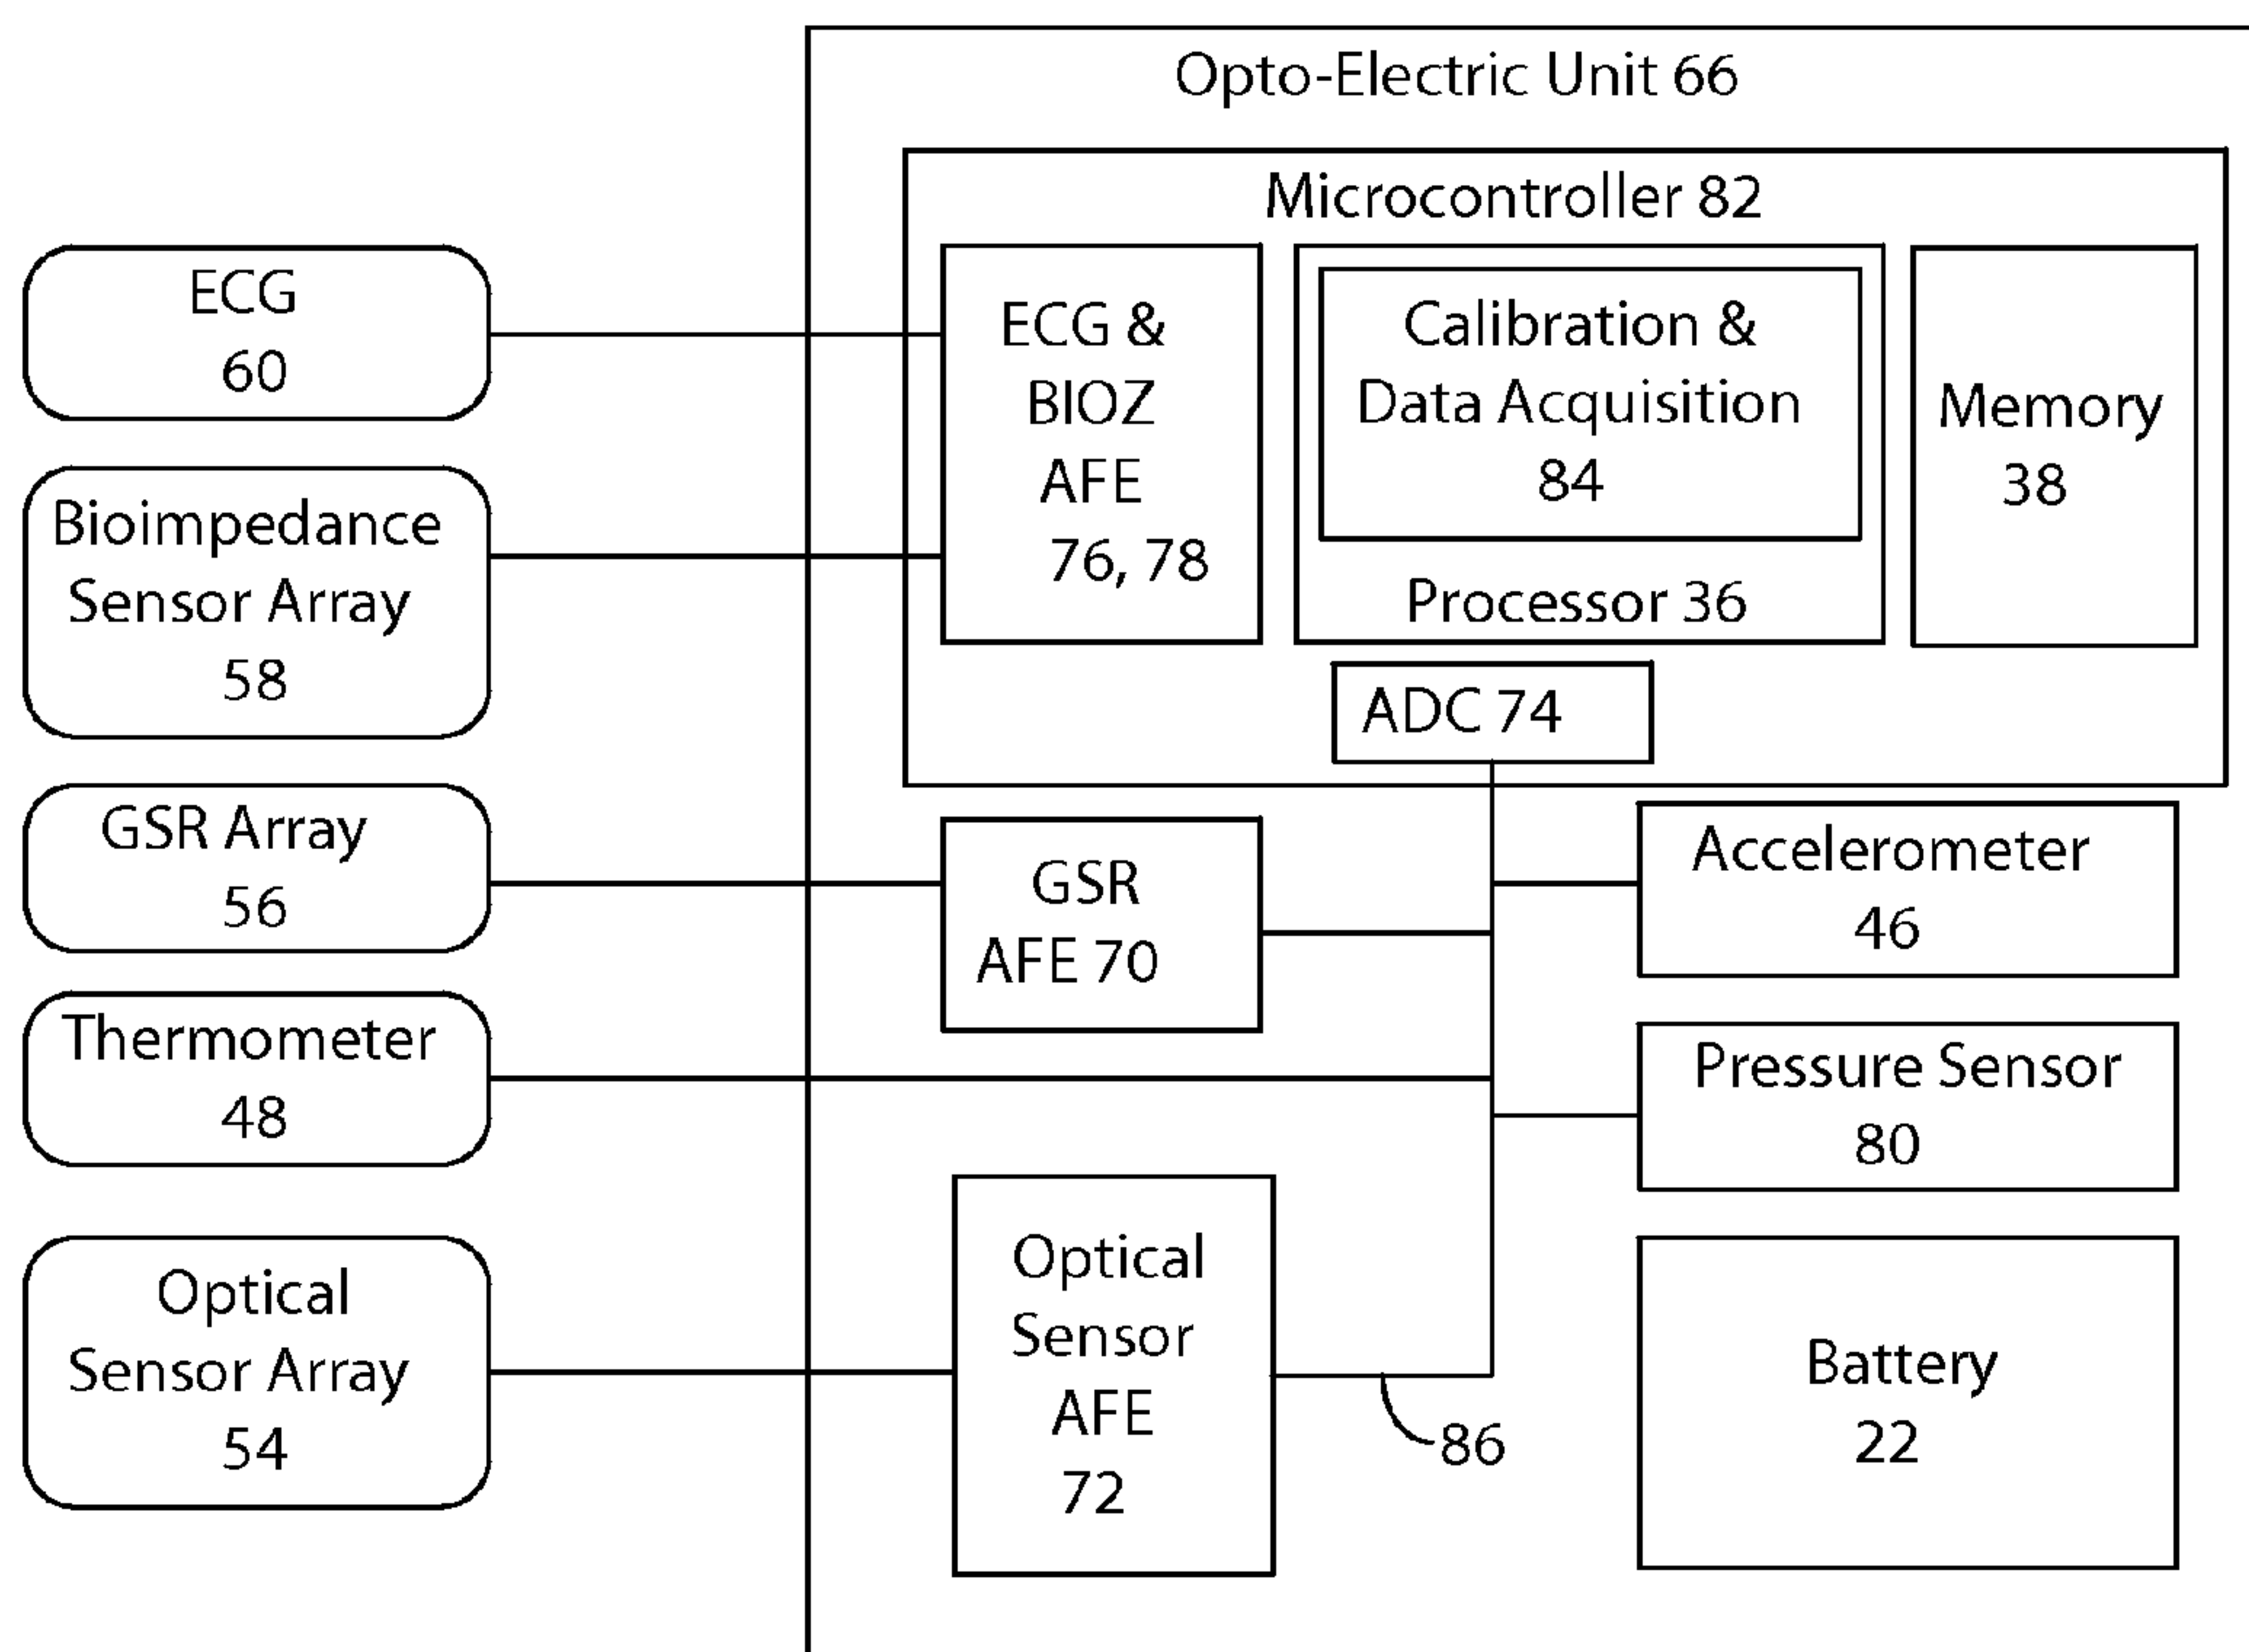 Opto-Electric Unit 66
Microcontroller 82
ECG
60
Bioimpedance
Sensor Array
58
GSR Array
56
Thermometer
48
Optical
Sensor Array
54
ECG &
BIOZ
AFE
76, 78
Calibration &
Data Acquisition
84
Processor 36
Memory
38
ADC 74
GSR
AFE 70
Accelerometer
46
Pressure Sensor
80
Optical
Sensor
AFE
72
86
Battery
22